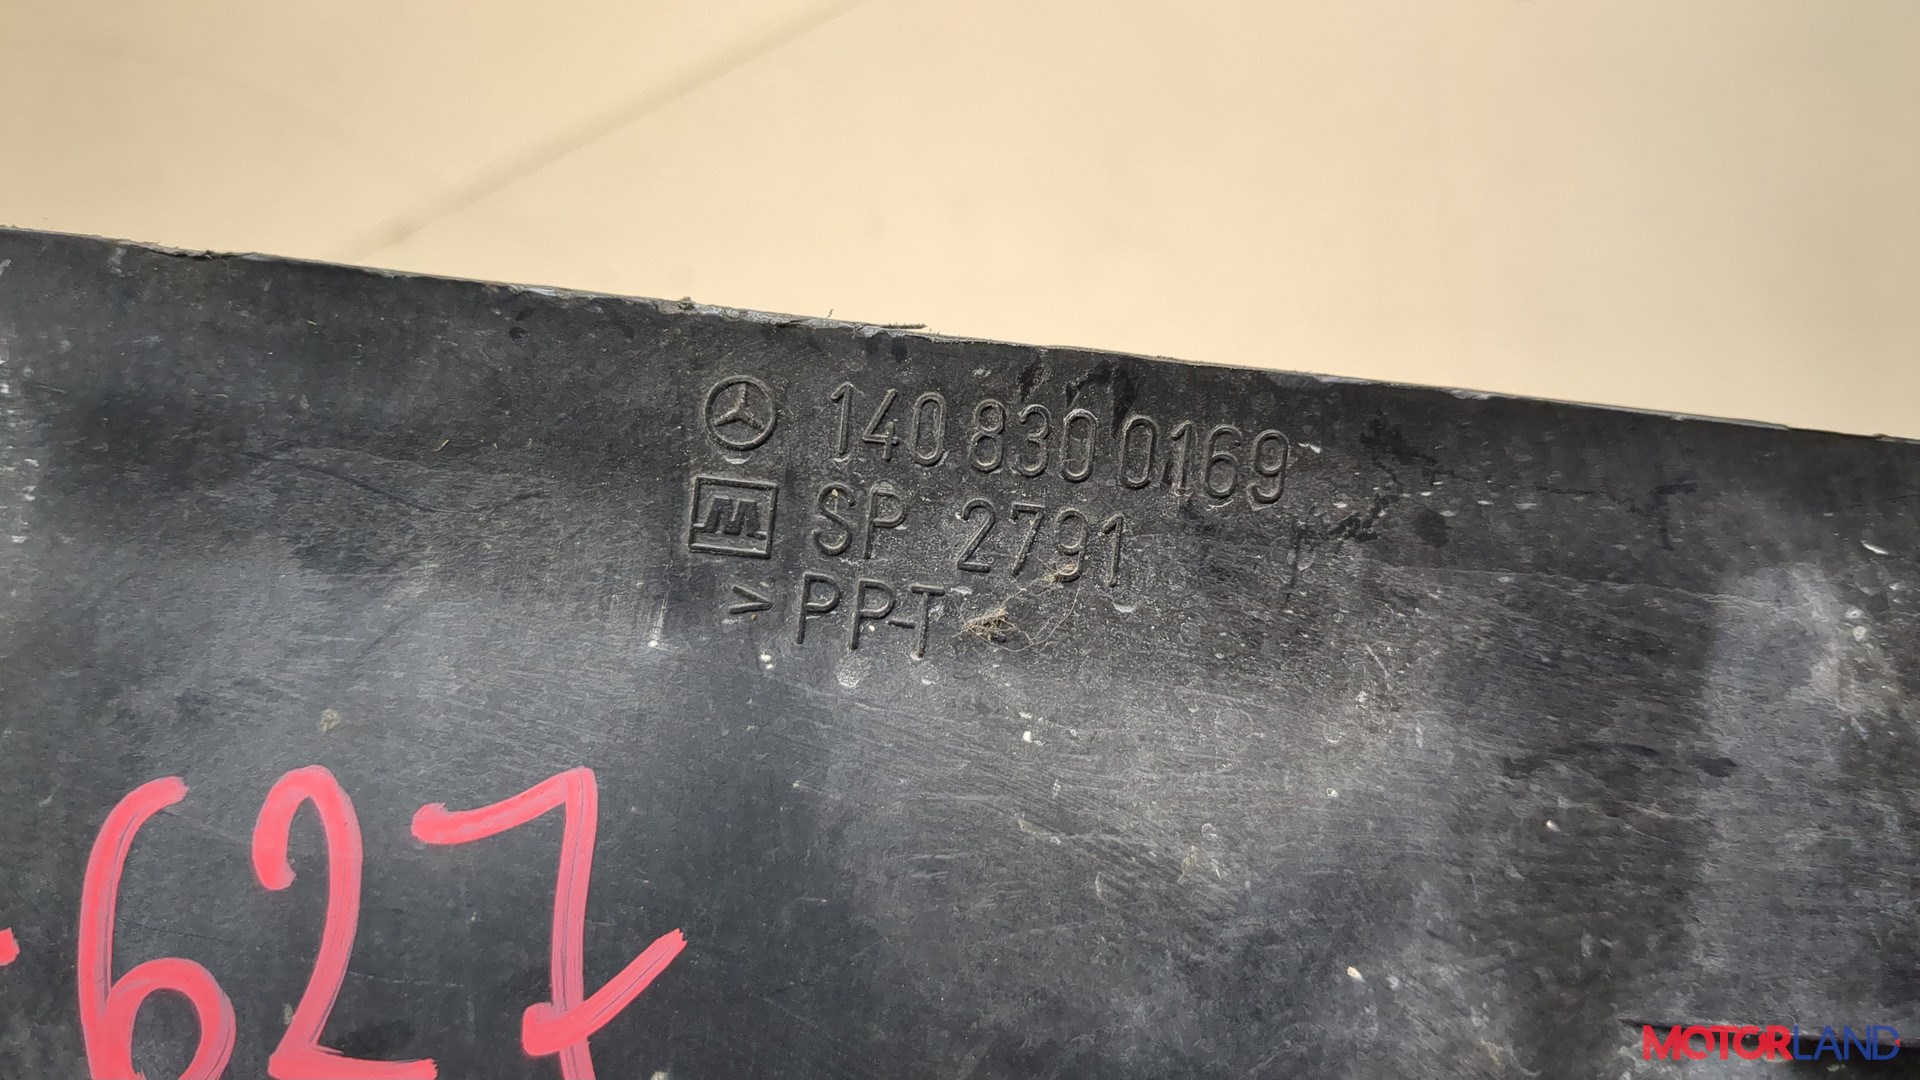 140 830 0169
M
SP 2791
> PP-T
-627
MOTORLAND